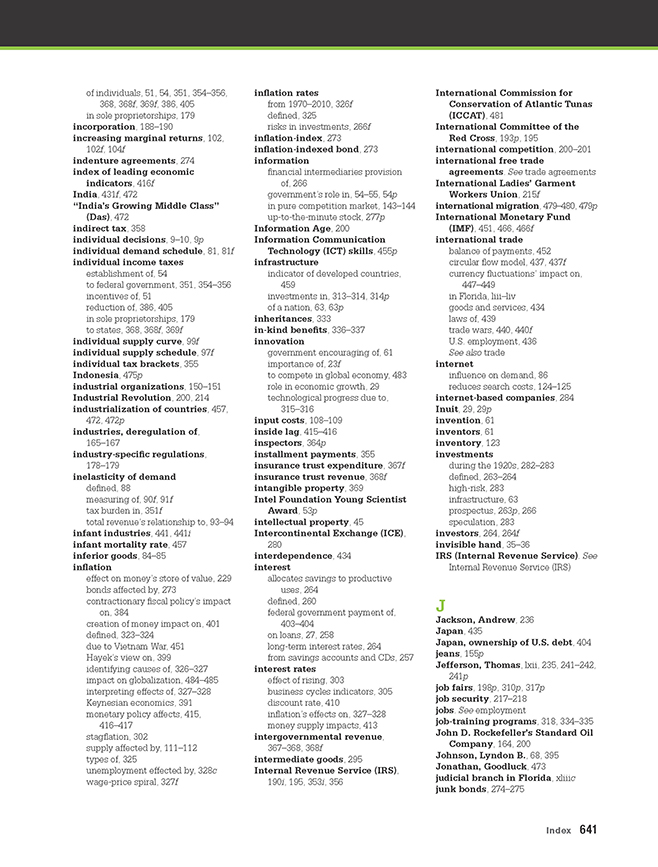 of individuals, 51, 54, 351, 354–356,
368, 368f, 369f, 386, 405
in sole proprietorships, 179
incorporation, 188–190
increasing marginal returns, 102,
102f, 104f
indenture agreements, 274
index of leading economic
indicators, 416f
India, 431f, 472
“India’s Growing Middle Class”
(Das), 472
indirect tax, 358
individual decisions, 9–10, 9p
individual demand schedule, 81, 81f
individual income taxes
establishment of, 54
to federal government, 351, 354–356
incentives of, 51
reduction of, 386, 405
in sole proprietorships, 179
to states, 368, 368f, 369f
individual supply curve, 99f
individual supply schedule, 97f
individual tax brackets, 355
Indonesia, 475p
industrial organizations, 150–151
Industrial Revolution, 200, 214
industrialization of countries, 457,
472, 472p
industries, deregulation of,
165–167
industry-specific regulations,
178–179
inelasticity of demand
defined, 88
measuring of, 90f, 91f
tax burden in, 351f
total revenue’s relationship to, 93–94
infant industries, 441, 441i
infant mortality rate, 457
inferior goods, 84–85
inflation
effect on money’s store of value, 229
bonds affected by, 273
contractionary fiscal policy’s impact
on, 384
creation of money impact on, 401
defined, 323–324
due to Vietnam War, 451
Hayek’s view on, 399
identifying causes of, 326–327
impact on globalization, 484–485
interpreting effects of, 327–328
Keynesian economics, 391
monetary policy affects, 415,
416–417
stagflation, 302
supply affected by, 111–112
types of, 325
unemployment effected by, 328c
wage-price spiral, 327f
inflation rates
from 1970–2010, 326f
defined, 325
risks in investments, 266f
inflation-index, 273
inflation-indexed bond, 273
information
financial intermediaries provision
of, 266
government’s role in, 54–55, 54p
in pure competition market, 143–144
up-to-the-minute stock, 277p
Information Age, 200
Information Communication
Technology (ICT) skills, 455p
infrastructure
indicator of developed countries,
459
investments in, 313–314, 314p
of a nation, 63, 63p
inheritances, 333
in-kind benefits, 336–337
innovation
government encouraging of, 61
importance of, 23f
to compete in global economy, 483
role in economic growth, 29
technological progress due to,
315–316
input costs, 108–109
inside lag, 415–416
inspectors, 364p
installment payments, 355
insurance trust expenditure, 367f
insurance trust revenue, 368f
intangible property, 369
Intel Foundation Young Scientist
Award, 53p
intellectual property, 45
Intercontinental Exchange (ICE),
280
interdependence, 434
interest
allocates savings to productive
uses, 264
defined, 260
federal government payment of,
403–404
on loans, 27, 258
long-term interest rates, 264
from savings accounts and CDs, 257
interest rates
effect of rising, 303
business cycles indicators, 305
discount rate, 410
inflation’s effects on, 327–328
money supply impacts, 413
intergovernmental revenue,
367–368, 368f
intermediate goods, 295
Internal Revenue Service (IRS),
190i, 195, 353i, 356
International Commission for
Conservation of Atlantic Tunas
(ICCAT), 481
International Committee of the
Red Cross, 193p, 195
international competition, 200–201
international free trade
agreements. See trade agreements
International Ladies’ Garment
Workers Union, 215f
international migration, 479–480, 479p
International Monetary Fund
(IMF), 451, 466, 466f
international trade
balance of payments, 452
circular flow model, 437, 437f
currency fluctuations’ impact on,
447–449
in Florida, liii–liv
goods and services, 434
laws of, 439
trade wars, 440, 440f
U.S. employment, 436
See also trade
internet
influence on demand, 86
reduces search costs, 124–125
internet-based companies, 284
Inuit, 29, 29p
invention, 61
inventors, 61
inventory, 123
investments
during the 1920s, 282–283
defined, 263–264
high-risk, 283
infrastructure, 63
prospectus, 263p, 266
speculation, 283
investors, 264, 264f
invisible hand, 35–36
IRS (Internal Revenue Service). See
Internal Revenue Service (IRS)
J
Jackson, Andrew, 236
Japan, 435
Japan, ownership of U.S. debt, 404
jeans, 155p
Jefferson, Thomas, lxiii, 235, 241–242,
241p
job fairs, 198p, 310p, 317p
job security, 217–218
jobs. See employment
job-training programs, 318, 334–335
John D. Rockefeller’s Standard Oil
Company, 164, 200
Johnson, Lyndon B., 68, 395
Jonathan, Goodluck, 473
judicial branch in Florida, xliiic
junk bonds, 274–275
Index 641